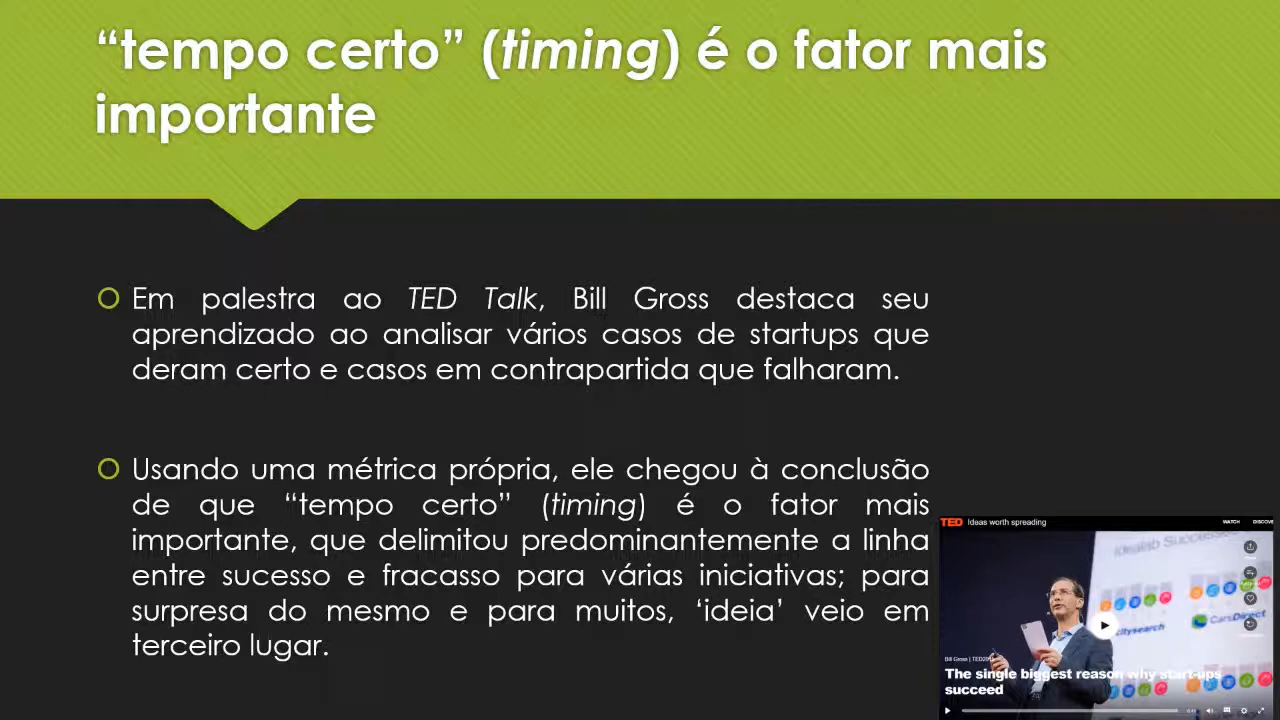 “tempo certo” (timing) é o fator mais
importante
Em palestra ao TED Talk, Bill Gross destaca seu
aprendizado ao analisar vários casos de startups que
deram certo e casos em contrapartida que falharam.
Usando uma métrica própria, ele chegou à conclusão
de que “tempo certo” (timing) é o fator mais
importante, que delimitou predominantemente a linha
entre sucesso e fracasso para várias iniciativas; para
surpresa do mesmo e para muitos, ‘ideia’ veio em
terceiro lugar.
TED Ideas worth spreading
WATCH DISCOVE
Idealab Success
citysearch
CarsDirect
Bill Gross | TED20
The single biggest reason why start-ups
succeed